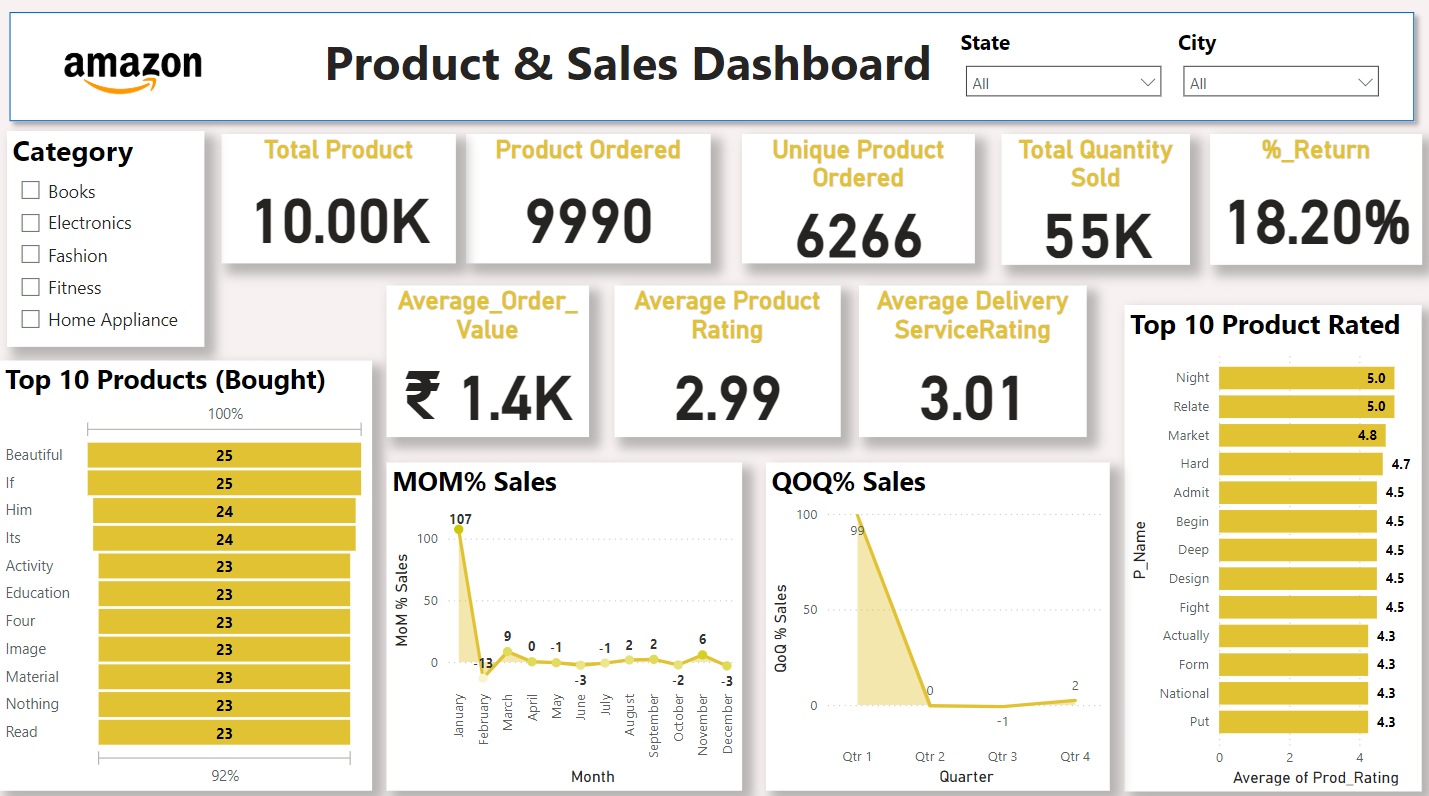 amazon
Product & Sales Dashboard
State
All
City
All
Category
Books
Electronics
Fashion
Fitness
Home Appliance
Total Product
10.00K
Product Ordered
9990
Unique Product
Ordered
6266
Total Quantity
Sold
55K
%_Return
18.20%
Average_Order_
Value
₹ 1.4K
Average Product
Rating
2.99
Average Delivery
ServiceRating
3.01
Top 10 Products (Bought)
100%
Beautiful 25
If 25
Him 24
Its 24
Activity 23
Education 23
Four 23
Image 23
Material 23
Nothing 23
Read 23
92%
MOM% Sales
MoM % Sales
100
50
0
107
-13
9
0
-1
-3
-1
2
2
-2
6
-3
January
February
March
April
May
June
July
August
September
October
November
December
Month
QOQ% Sales
QoQ % Sales
100
50
0
99
0
-1
2
Qtr 1 Qtr 2 Qtr 3 Qtr 4
Quarter
Top 10 Product Rated
P_Name
Night 5.0
Relate 5.0
Market 4.8
Hard 4.7
Admit 4.5
Begin 4.5
Deep 4.5
Design 4.5
Fight 4.5
Actually 4.3
Form 4.3
National 4.3
Put 4.3
0 2 4
Average of Prod_Rating